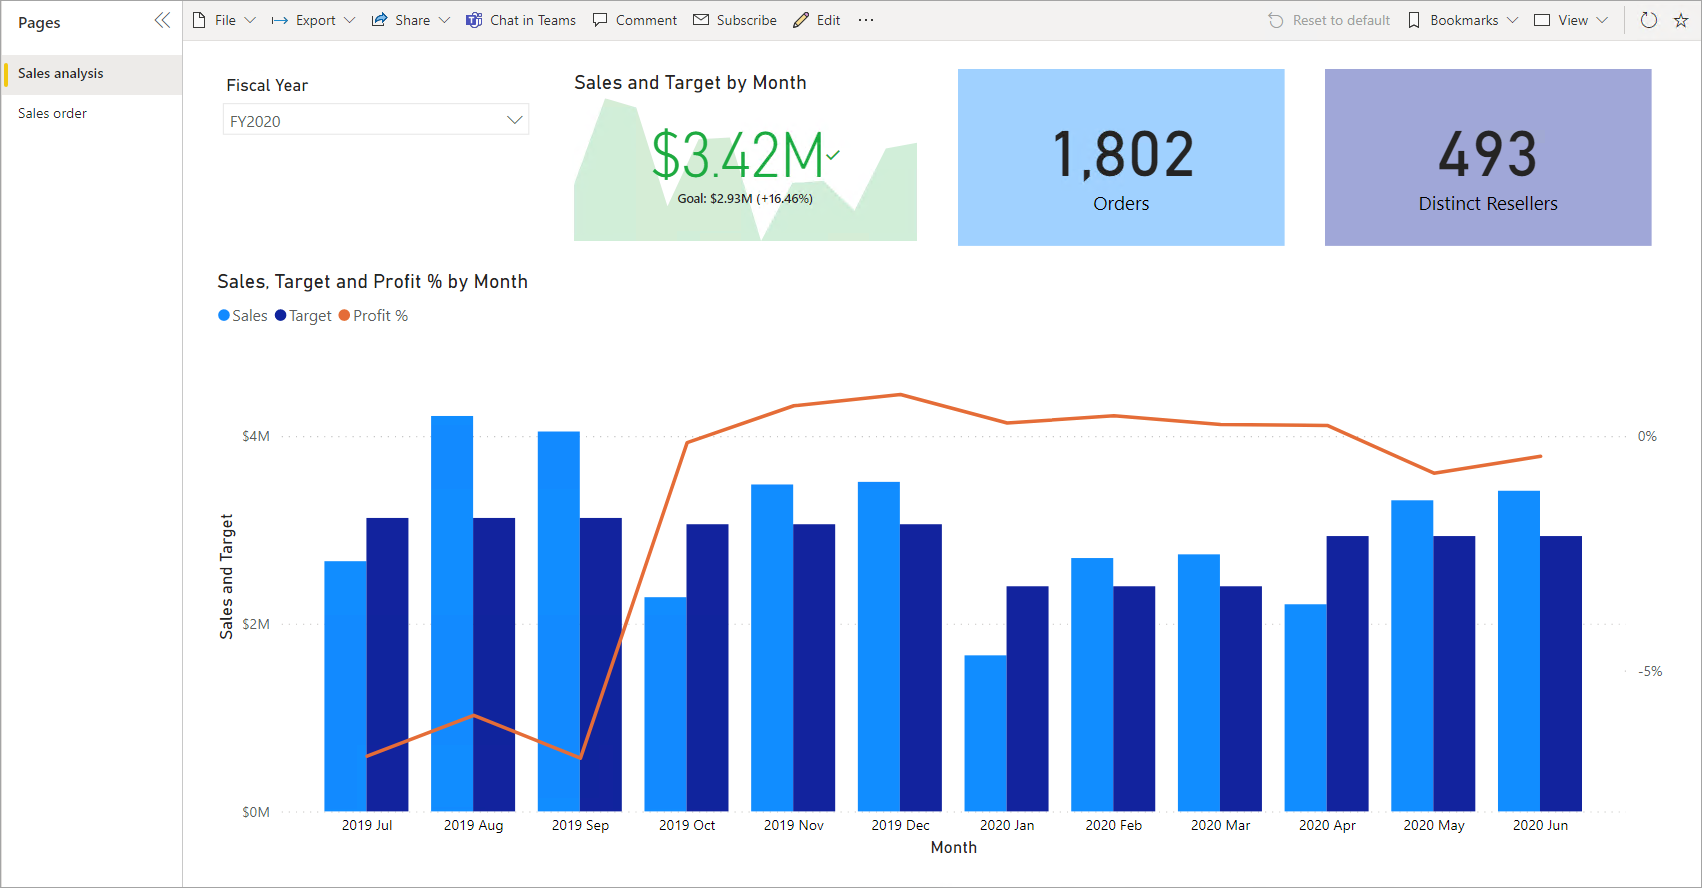 Pages
File Export Share Chat in Teams Comment Subscribe Edit ... Reset to default Bookmarks View
Sales analysis
Sales order
Fiscal Year
FY2020
Sales and Target by Month
$3.42M
Goal: $2.93M (+16.46%)
1,802
Orders
493
Distinct Resellers
Sales, Target and Profit % by Month
Sales Target Profit %
Sales and Target
$4M
$2M
$0M
0%
-5%
2019 Jul 2019 Aug 2019 Sep 2019 Oct 2019 Nov 2019 Dec 2020 Jan 2020 Feb 2020 Mar 2020 Apr 2020 May 2020 Jun
Month